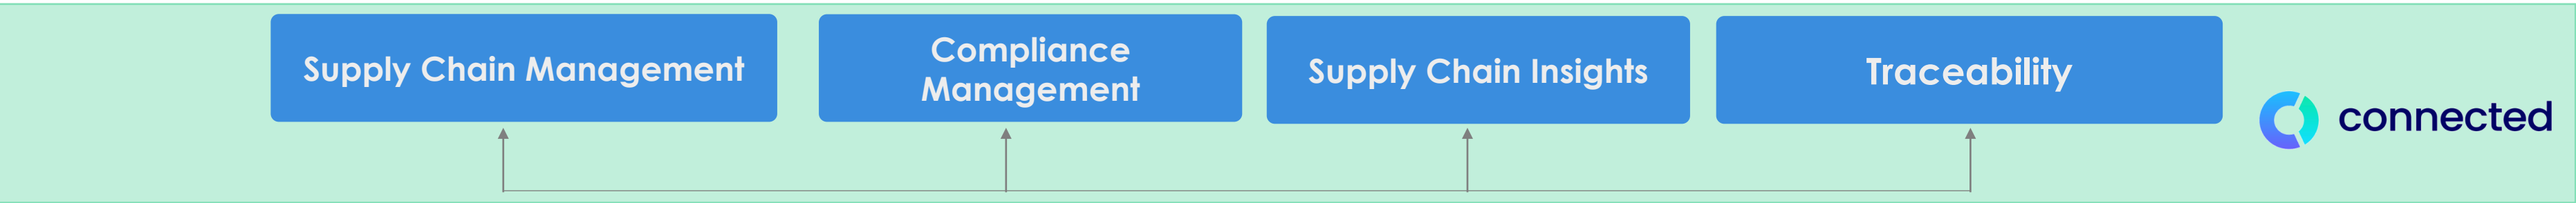 Supply Chain Management
Compliance
Management
Supply Chain Insights
Traceability
connected